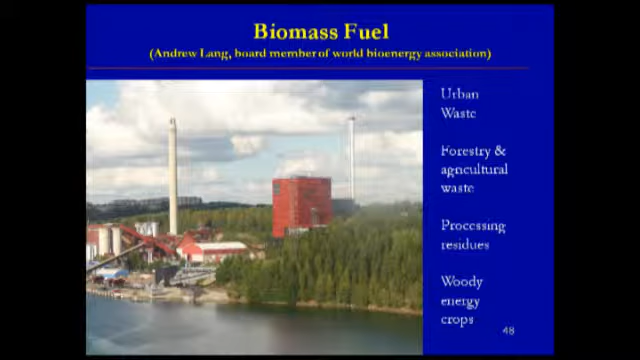 Biomass Fuel
(Andrew Lang, board member of world bioenergy association)
Urban
Waste
Forestry &
agricultural
waste
Processing
residues
Woody
energy
crops
48